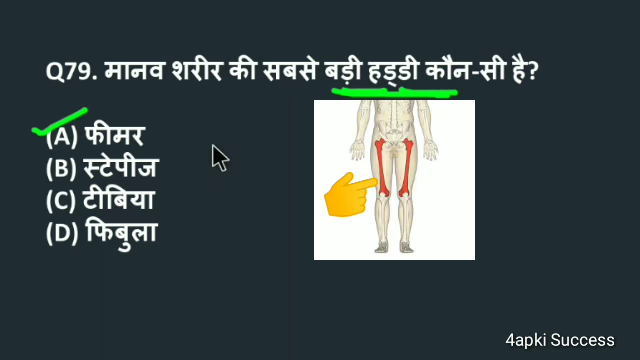 Q79. मानव शरीर की सबसे बड़ी हड्डी कौन-सी है?
(A) फीमर
(B) स्टेपीज
(C) टीबिया
(D) फिबुला
4apki Success